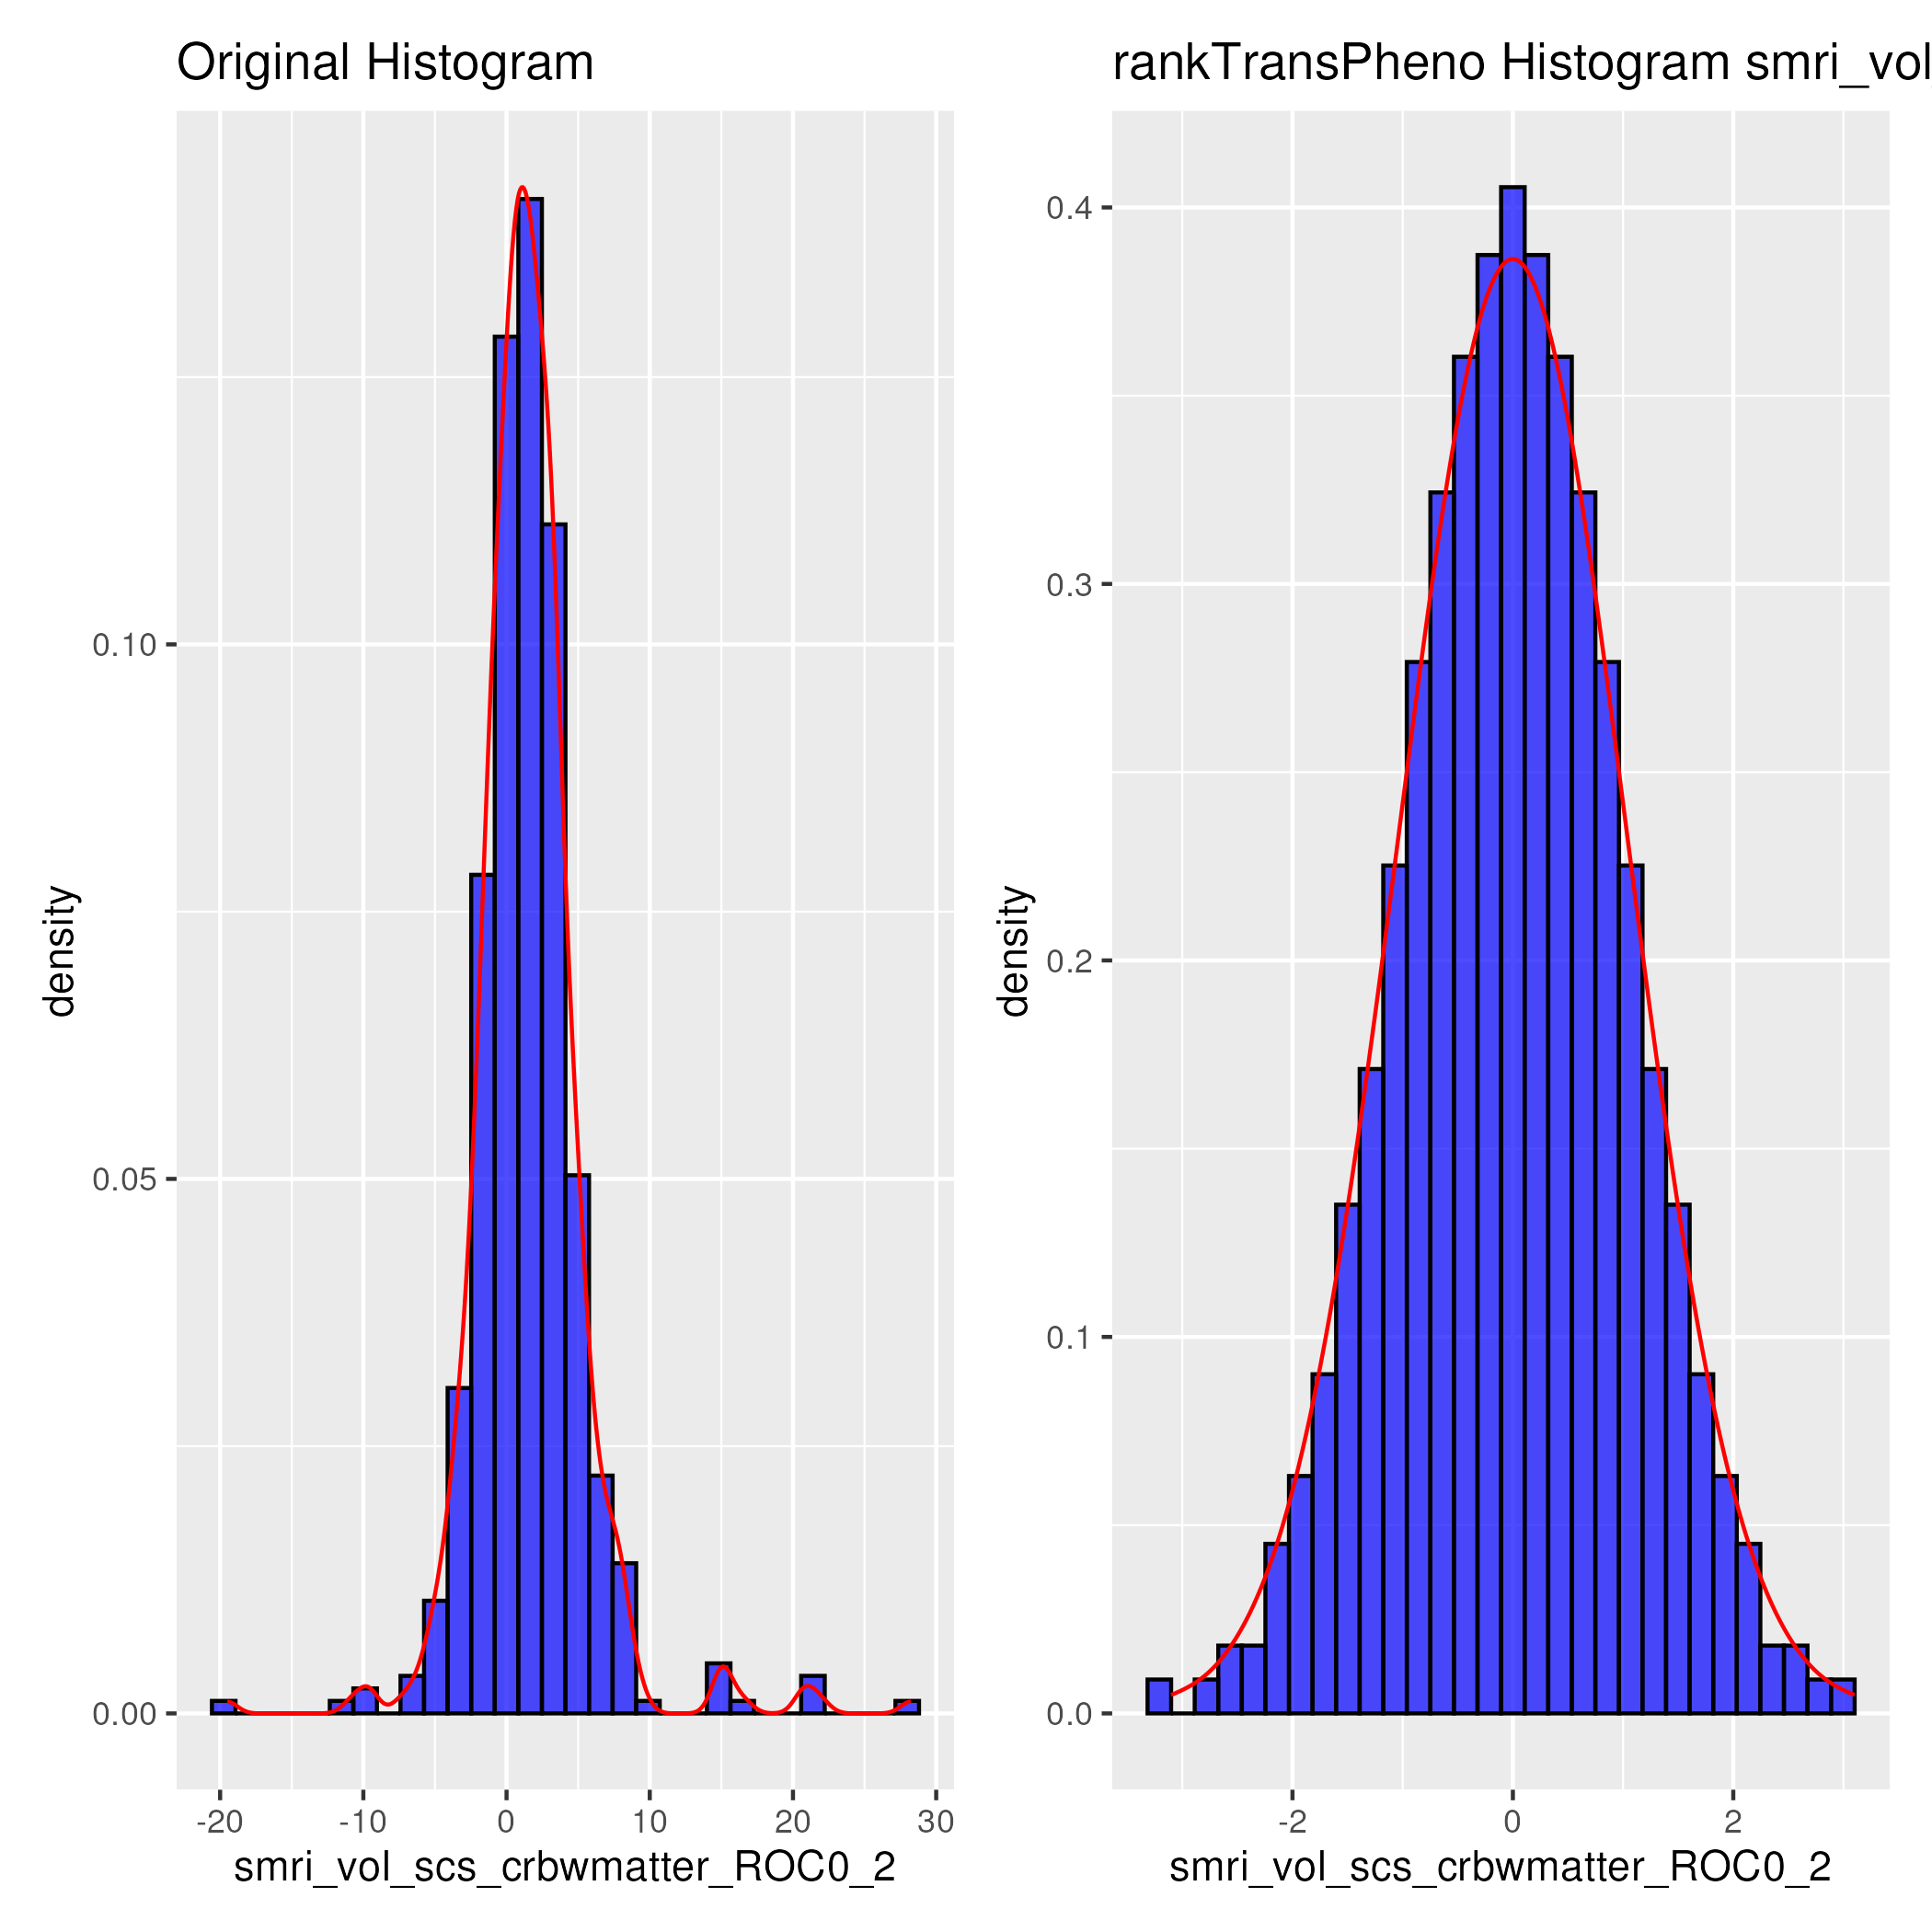 Original Histogram
density
0.10
0.05
0.00
-20 -10 0 10 20 30
smri_vol_scs_crbwmatter_ROC0_2
rankTransPheno Histogram smri_vol_
density
0.4
0.3
0.2
0.1
0.0
-2 0 2
smri_vol_scs_crbwmatter_ROC0_2